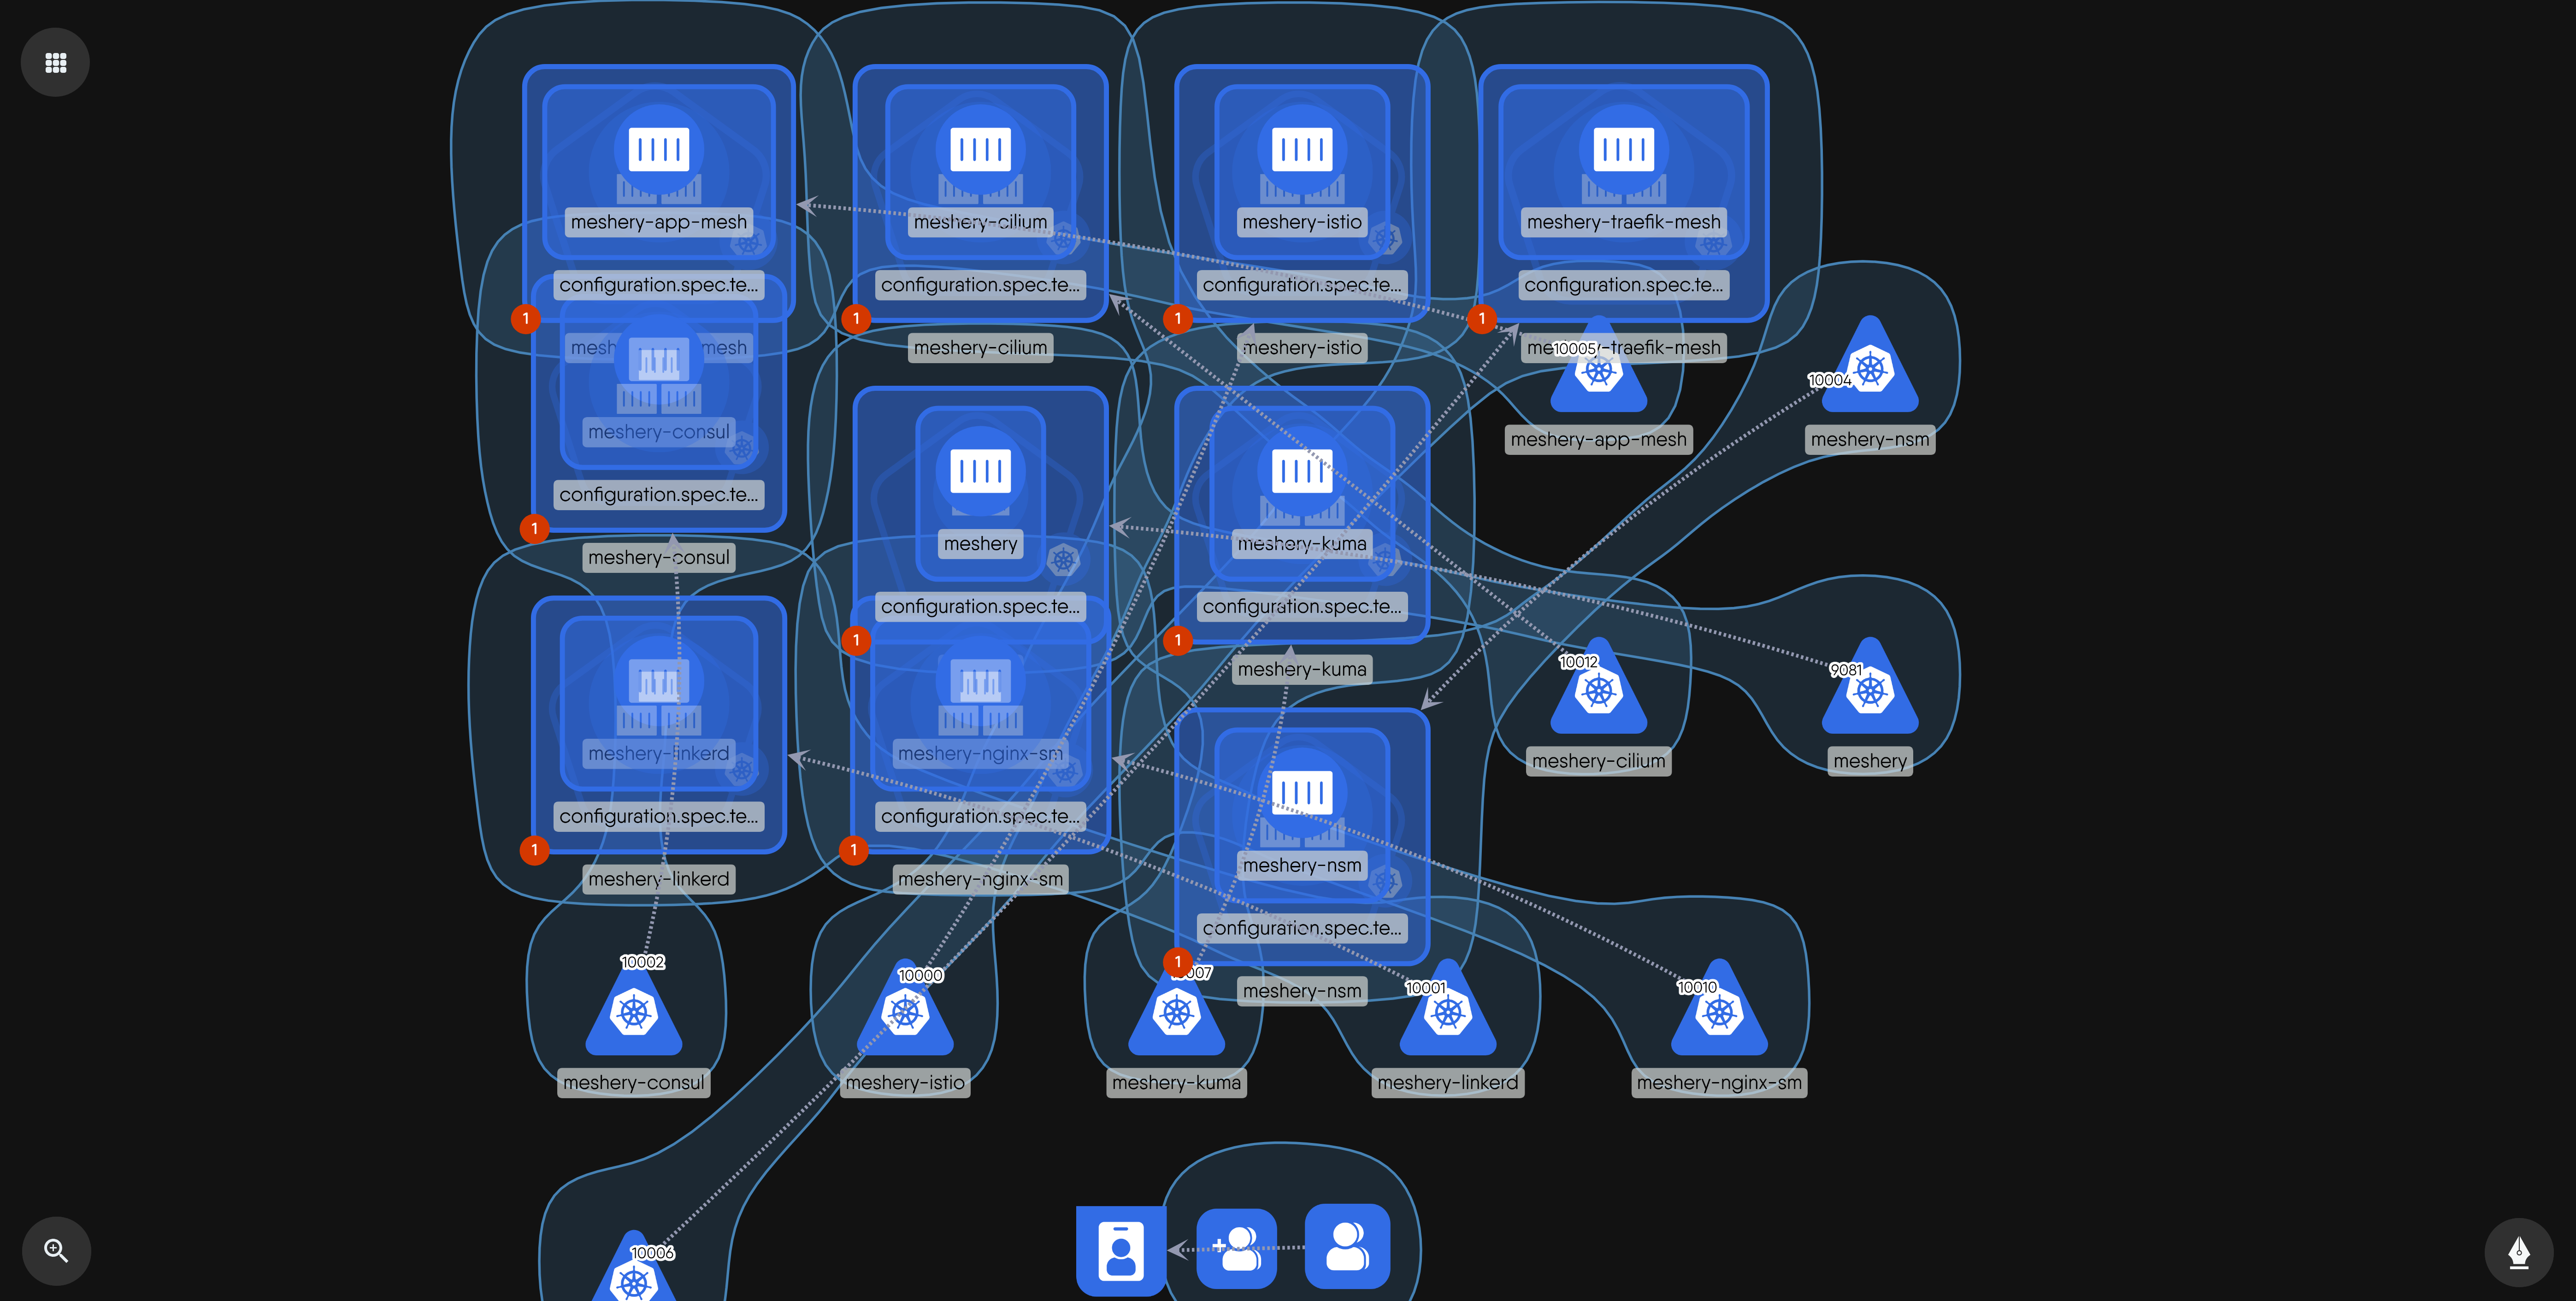 meshery-app-mesh
meshery-cilium
meshery-istio
meshery-traefik-mesh
configuration.spec.te...
configuration.spec.te...
configuration.spec.te...
configuration.spec.te...
1
1
1
1
mesh mesh
meshery-cilium
meshery-istio
-traefik-mesh
10005
10004
meshery-consul
meshery-app-mesh
meshery-nsm
configuration.spec.te...
1
meshery-consul
meshery
meshery-kuma
configuration.spec.te...
configuration.spec.te...
1
1
meshery-kuma
10012
9081
meshery-linkerd
meshery-nginx-sm
meshery-cilium
meshery
configuration.spec.te...
configuration.spec.te...
1
1
meshery-linkerd
meshery-nginx-sm
meshery-nsm
configuration.spec.te...
1
10002
10000
007
10001
10010
meshery-nsm
meshery-consul
meshery-istio
meshery-kuma
meshery-linkerd
meshery-nginx-sm
10006